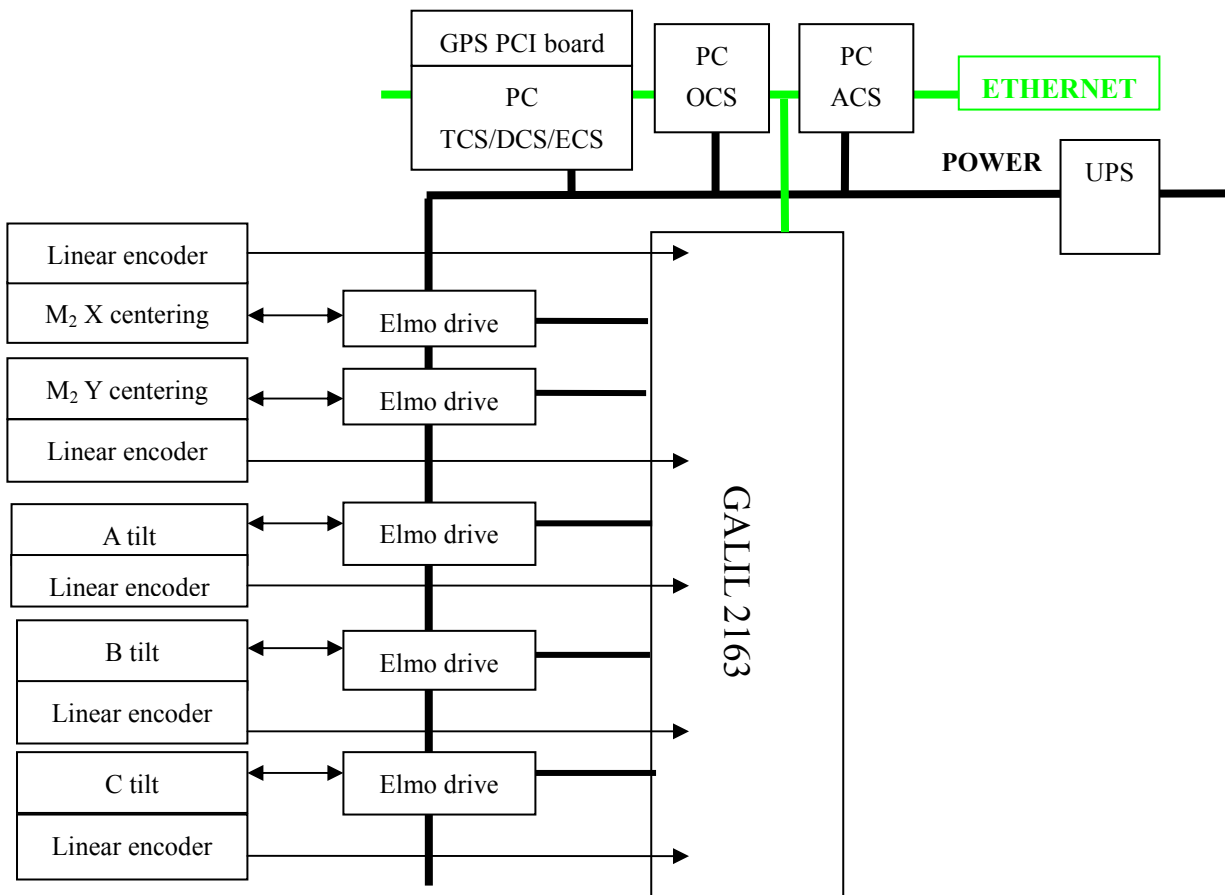 GPS PCI board
PC
TCS/DCS/ECS
PC
OCS
PC
ACS
ETHERNET
POWER
UPS
Linear encoder
M₂ X centering
Elmo drive
M₂ Y centering
Elmo drive
Linear encoder
A tilt
Elmo drive
Linear encoder
B tilt
Elmo drive
Linear encoder
C tilt
Elmo drive
Linear encoder
GALIL 2163